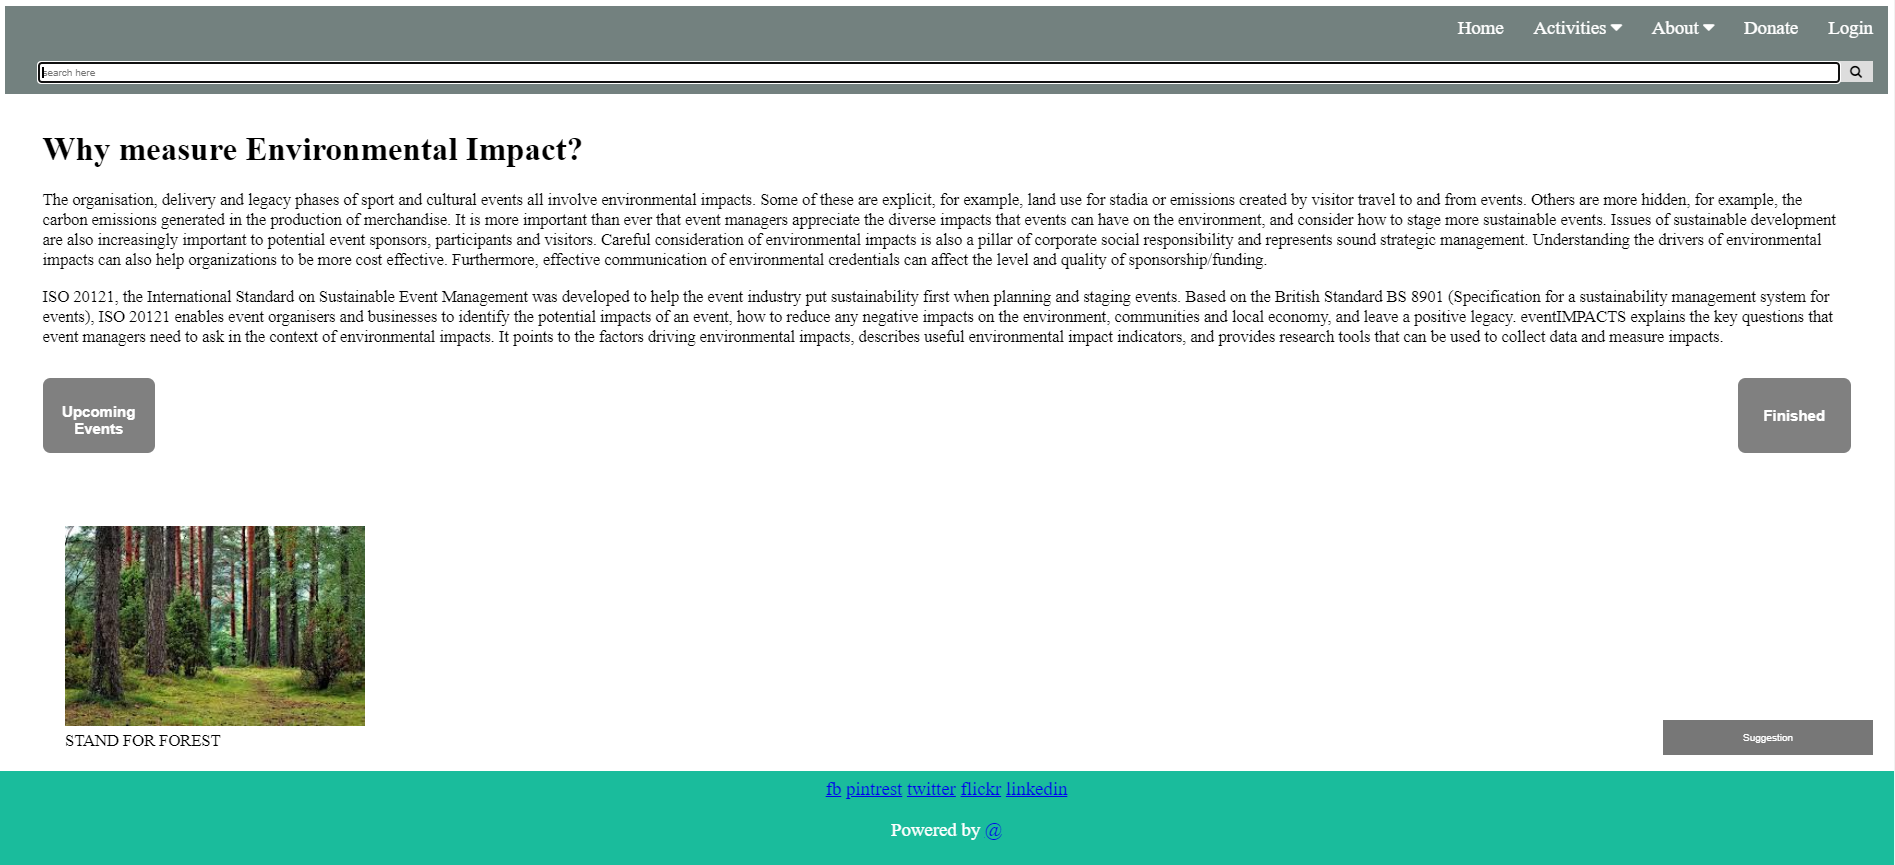 Home Activities About Donate Login
search here
Why measure Environmental Impact?
The organisation, delivery and legacy phases of sport and cultural events all involve environmental impacts. Some of these are explicit, for example, land use for stadia or emissions created by visitor travel to and from events. Others are more hidden, for example, the
carbon emissions generated in the production of merchandise. It is more important than ever that event managers appreciate the diverse impacts that events can have on the environment, and consider how to stage more sustainable events. Issues of sustainable development
are also increasingly important to potential event sponsors, participants and visitors. Careful consideration of environmental impacts is also a pillar of corporate social responsibility and represents sound strategic management. Understanding the drivers of environmental
impacts can also help organizations to be more cost effective. Furthermore, effective communication of environmental credentials can affect the level and quality of sponsorship/funding.
ISO 20121, the International Standard on Sustainable Event Management was developed to help the event industry put sustainability first when planning and staging events. Based on the British Standard BS 8901 (Specification for a sustainability management system for
events), ISO 20121 enables event organisers and businesses to identify the potential impacts of an event, how to reduce any negative impacts on the environment, communities and local economy, and leave a positive legacy. eventIMPACTS explains the key questions that
event managers need to ask in the context of environmental impacts. It points to the factors driving environmental impacts, describes useful environmental impact indicators, and provides research tools that can be used to collect data and measure impacts.
Upcoming
Events
Finished
STAND FOR FOREST
Suggestion
fb pintrest twitter flickr linkedin
Powered by @